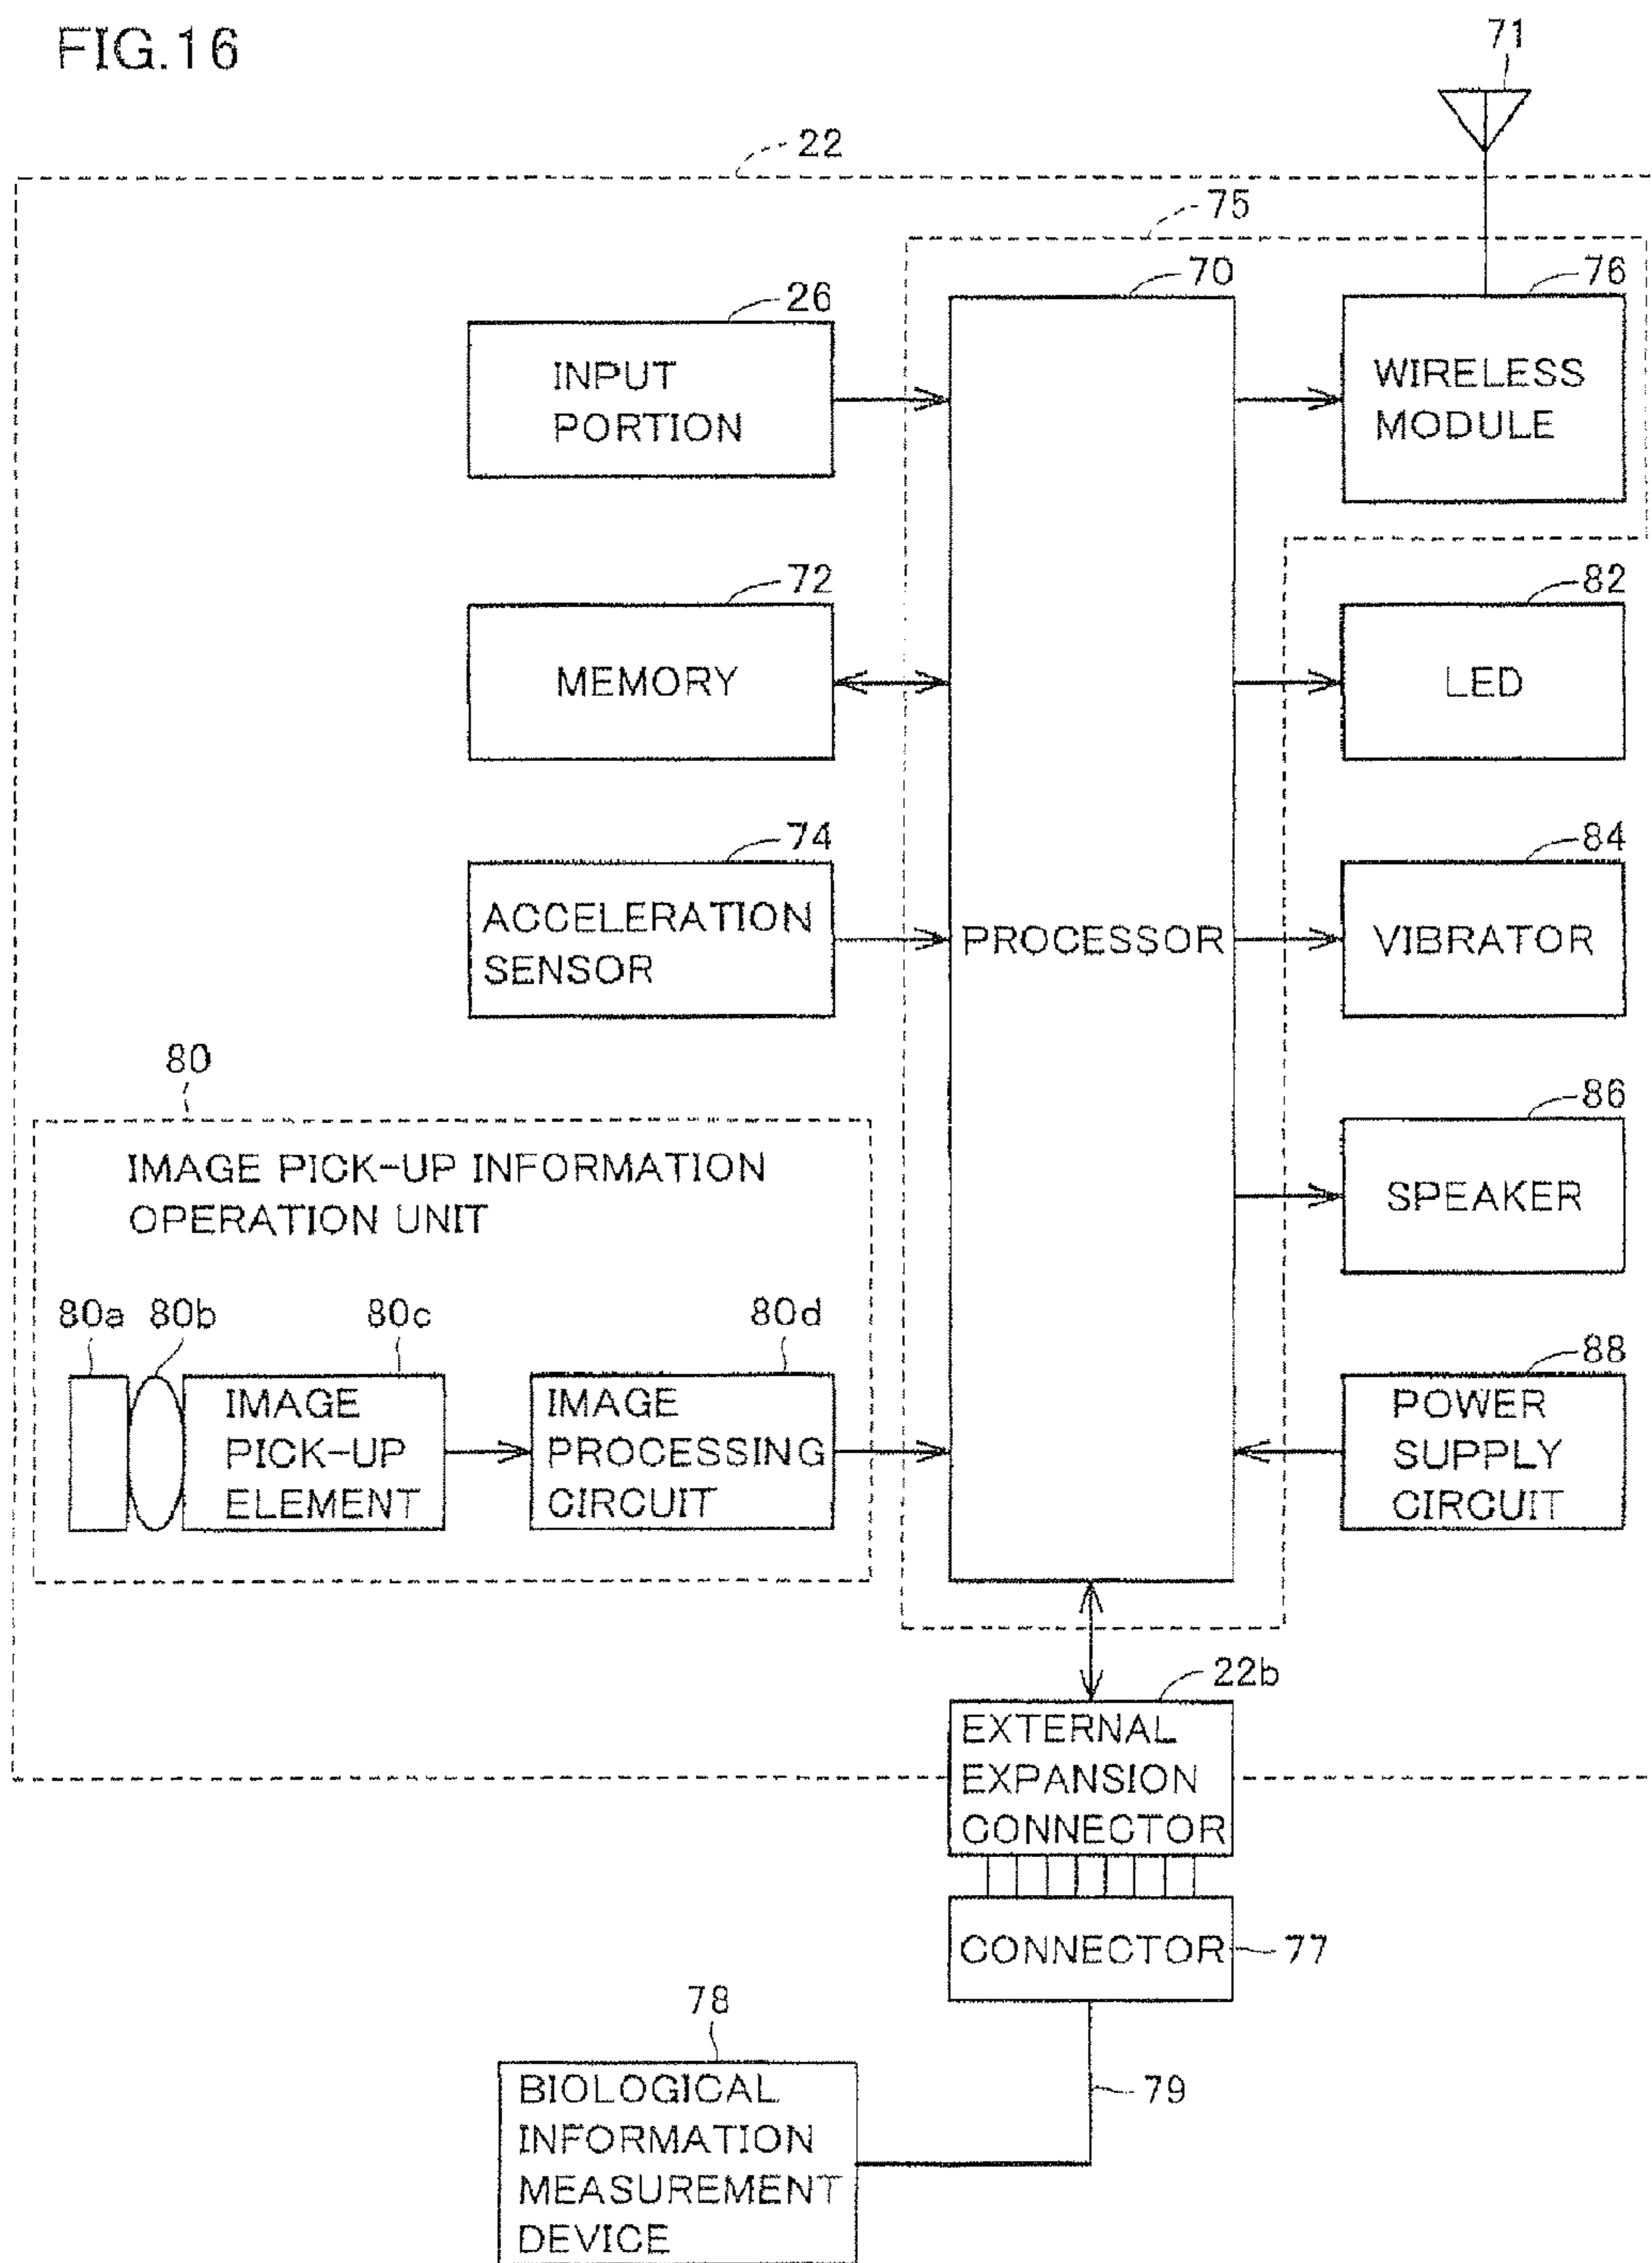 FIG.16
71
22
75
70
76
26
INPUT
PORTION
WIRELESS
MODULE
72
82
MEMORY
LED
74
84
ACCELERATION
SENSOR
PROCESSOR
VIBRATOR
80
86
IMAGE PICK-UP INFORMATION
OPERATION UNIT
SPEAKER
80a
80b
80c
80d
88
IMAGE
PICK-UP
ELEMENT
IMAGE
PROCESSING
CIRCUIT
POWER
SUPPLY
CIRCUIT
22b
EXTERNAL
EXPANSION
CONNECTOR
CONNECTOR
77
78
79
BIOLOGICAL
INFORMATION
MEASUREMENT
DEVICE